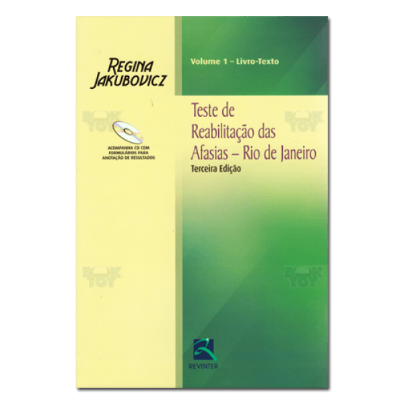 REGINA
JAKUBOVICZ
Volume 1 – Livro-Texto
Teste de
Reabilitação das
Afasias – Rio de Janeiro
Terceira Edição
ACOMPANHA CD COM
FORMULÁRIOS PARA
ANOTAÇÃO DE RESULTADOS
REVINTER